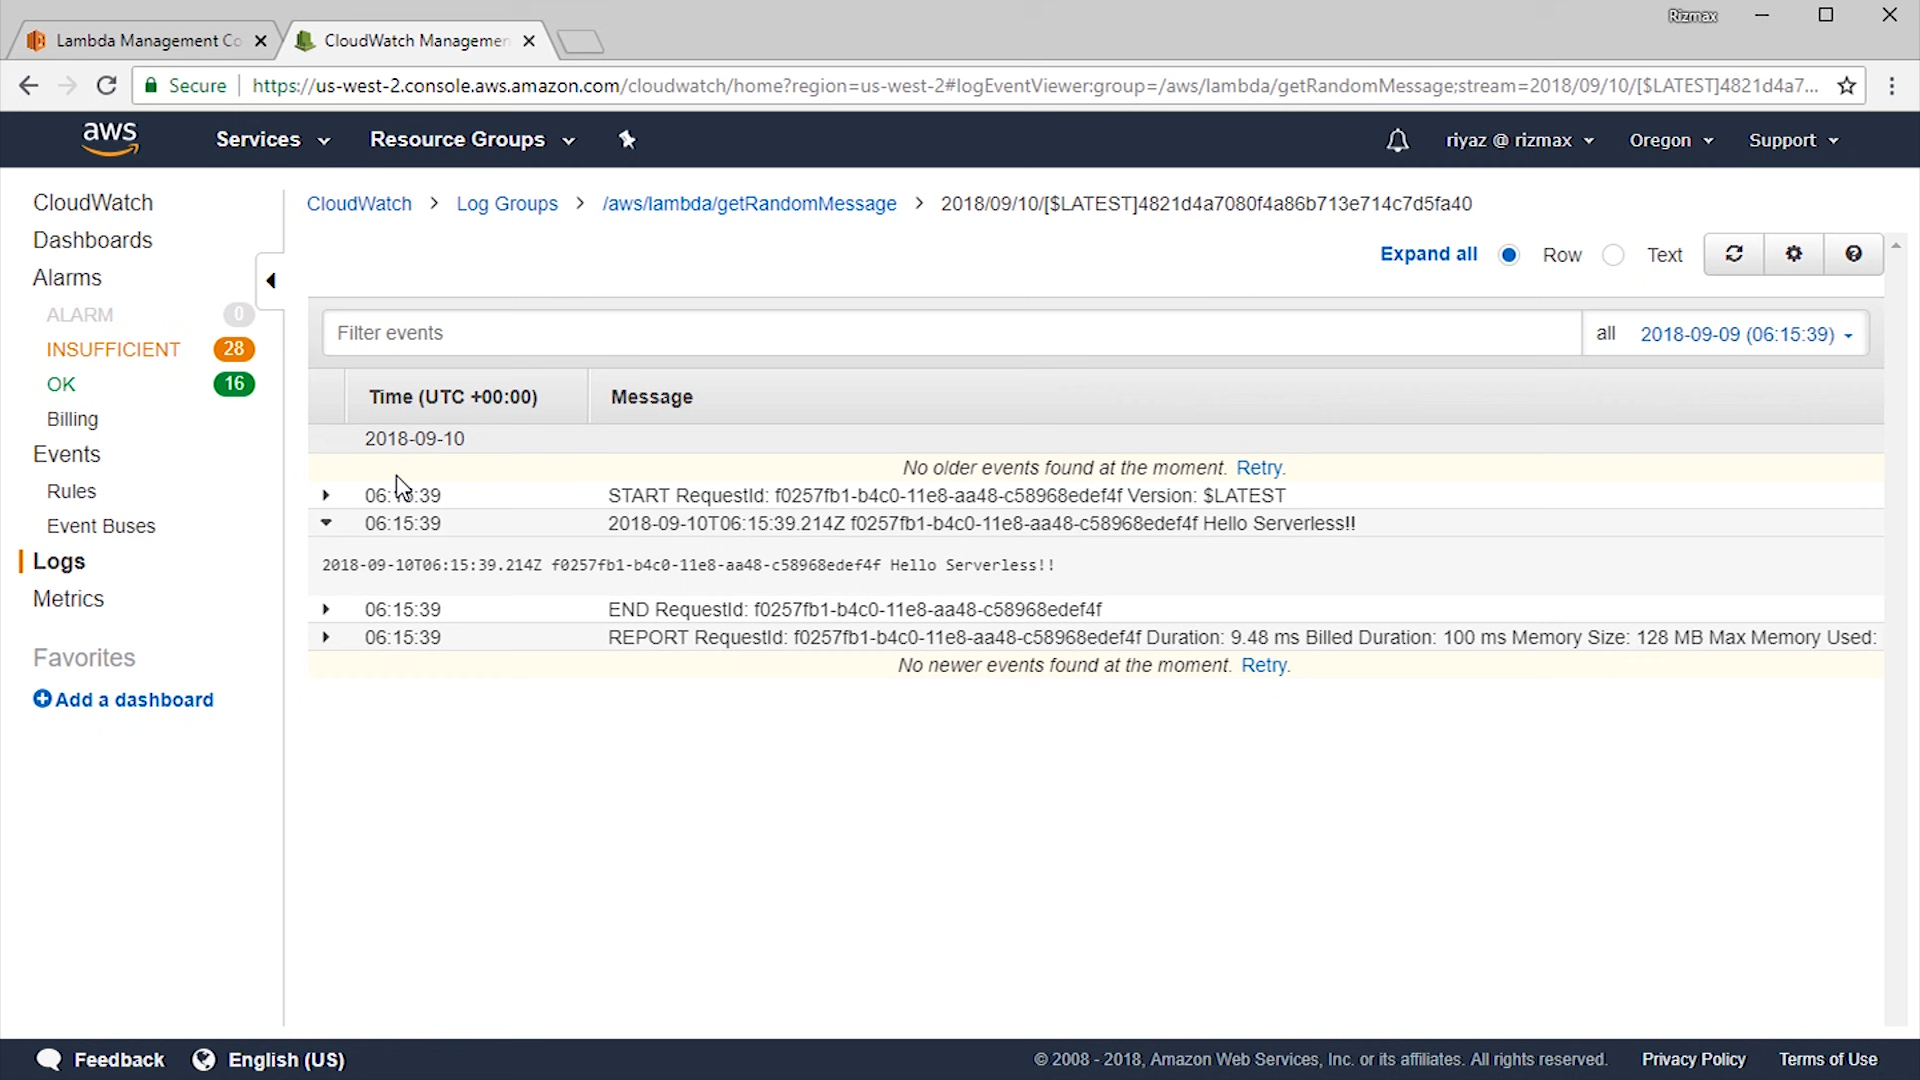 Rizmax
Lambda Management Co
CloudWatch Managemen
Secure
https://us-west-2.console.aws.amazon.com/cloudwatch/home?region=us-west-2#logEventViewer:group=/aws/lambda/getRandomMessage;stream=2018/09/10/[$LATEST]4821d4a7...
aws
Services
Resource Groups
riyaz @ rizmax
Oregon
Support
CloudWatch
Dashboards
Alarms
ALARM 0
INSUFFICIENT 28
OK 16
Billing
Events
Rules
Event Buses
Logs
Metrics
Favorites
Add a dashboard
CloudWatch > Log Groups > /aws/lambda/getRandomMessage > 2018/09/10/[$LATEST]4821d4a7080f4a86b713e714c7d5fa40
Expand all Row Text
Filter events
all 2018-09-09 (06:15:39)
Time (UTC +00:00) Message
2018-09-10
No older events found at the moment. Retry.
06:15:39 START RequestId: f0257fb1-b4c0-11e8-aa48-c58968edef4f Version: $LATEST
06:15:39 2018-09-10T06:15:39.214Z f0257fb1-b4c0-11e8-aa48-c58968edef4f Hello Serverless!!
2018-09-10T06:15:39.214Z f0257fb1-b4c0-11e8-aa48-c58968edef4f Hello Serverless!!
06:15:39 END RequestId: f0257fb1-b4c0-11e8-aa48-c58968edef4f
06:15:39 REPORT RequestId: f0257fb1-b4c0-11e8-aa48-c58968edef4f Duration: 9.48 ms Billed Duration: 100 ms Memory Size: 128 MB Max Memory Used:
No newer events found at the moment. Retry.
Feedback
English (US)
© 2008 - 2018, Amazon Web Services, Inc. or its affiliates. All rights reserved.
Privacy Policy
Terms of Use